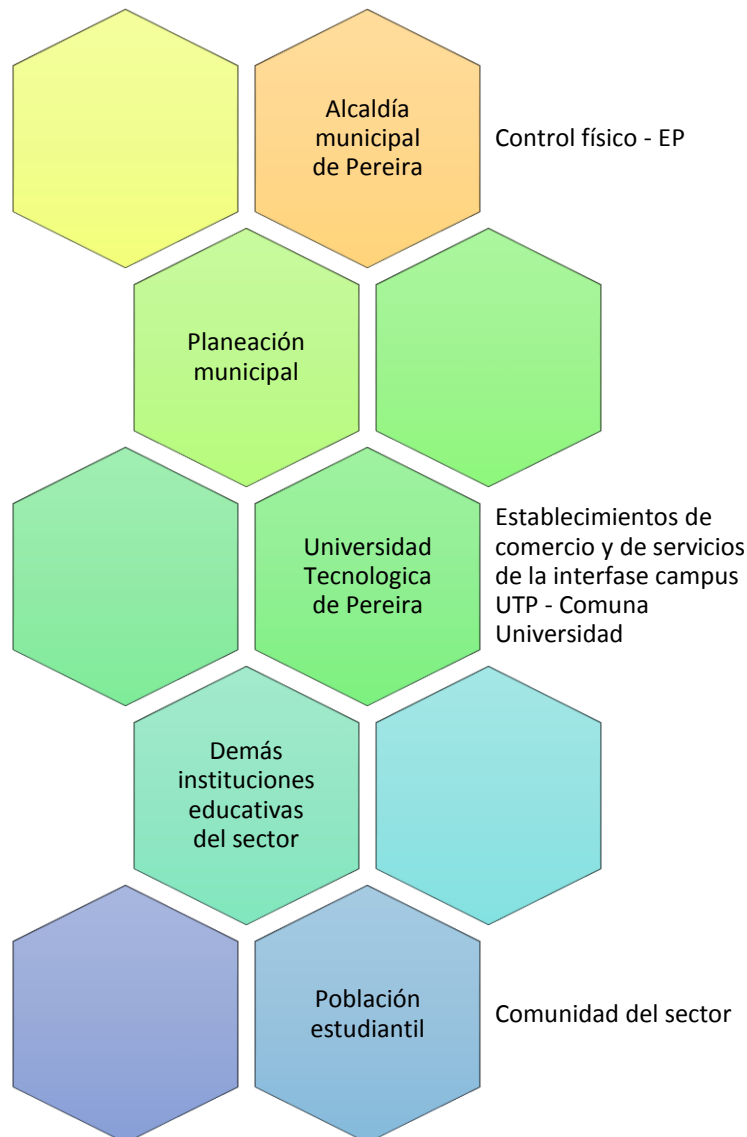 Alcaldía
municipal
de Pereira
Control físico - EP
Planeación
municipal
Universidad
Tecnologica
de Pereira
Establecimientos de
comercio y de servicios
de la interfase campus
UTP - Comuna
Universidad
Demás
instituciones
educativas
del sector
Población
estudiantil
Comunidad del sector